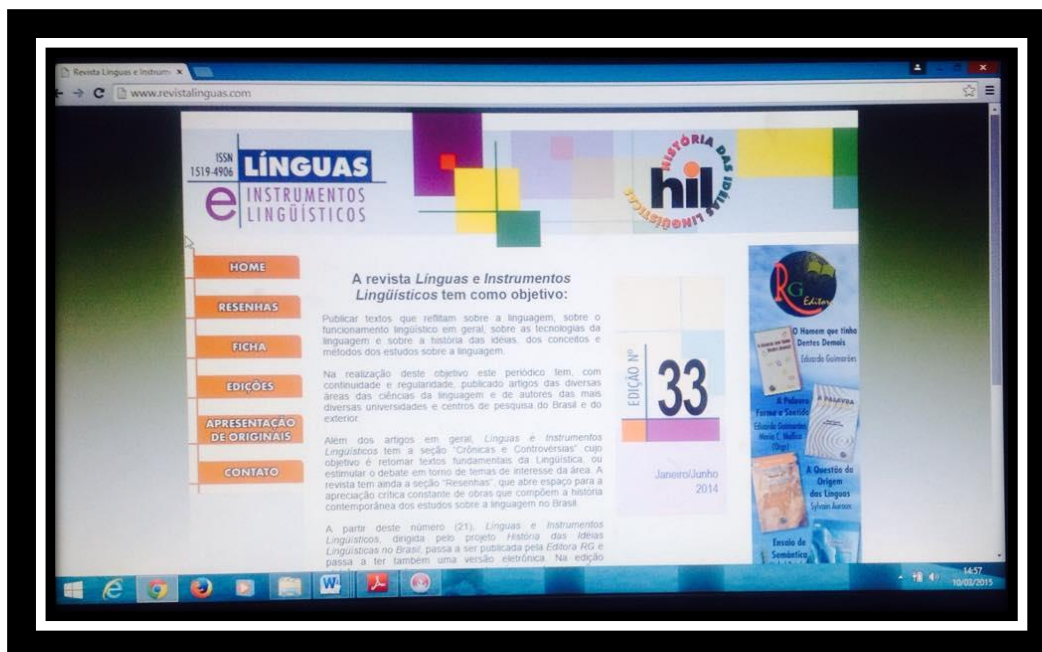 Revista Línguas e Instrum
www.revistalinguas.com
ISSN
1519-4906
LÍNGUAS
e INSTRUMENTOS
LINGÜÍSTICOS
HISTÓRIA DAS IDÉIAS LINGÜÍSTICAS
hil
HOME
RESENHAS
FICHA
EDIÇÕES
APRESENTAÇÃO
DE ORIGINAIS
CONTATO
A revista Línguas e Instrumentos
Lingüísticos tem como objetivo:
Publicar textos que reflitam sobre a linguagem, sobre o
funcionamento lingüístico em geral, sobre as tecnologias da
linguagem e sobre a história das idéias, dos conceitos e
métodos dos estudos sobre a linguagem.
Na realização deste objetivo este periódico tem, com
continuidade e regularidade, publicado artigos das diversas
áreas das ciências da linguagem e de autores das mais
diversas universidades e centros de pesquisa do Brasil e do
exterior.
Além dos artigos em geral, Línguas e Instrumentos
Lingüísticos tem a seção "Crônicas e Controvérsias" cujo
objetivo é retomar textos fundamentais da Lingüística, ou
estimular o debate em torno de temas de interesse da área. A
revista tem ainda a seção "Resenhas", que abre espaço para a
apreciação crítica constante de obras que compõem a história
contemporânea dos estudos sobre a linguagem no Brasil.
A partir deste número (21), Línguas e Instrumentos
Lingüísticos, dirigida pelo projeto História das Idéias
Lingüísticas no Brasil, passa a ser publicada pela Editora RG e
passa a ter também uma versão eletrônica. Na edição
EDIÇÃO Nº
33
Janeiro/Junho
2014
RG
Editora
O Homem que tinha
Dentes Demais
Eduardo Guimarães
A Palavra
Forma e Sentido
Eduardo Guimarães
(Orgs)
A PALAVRA
A Questão da
Origem
das Línguas
Sylvain Auroux
Ensaio de
Semântica
14:57
10/03/2015